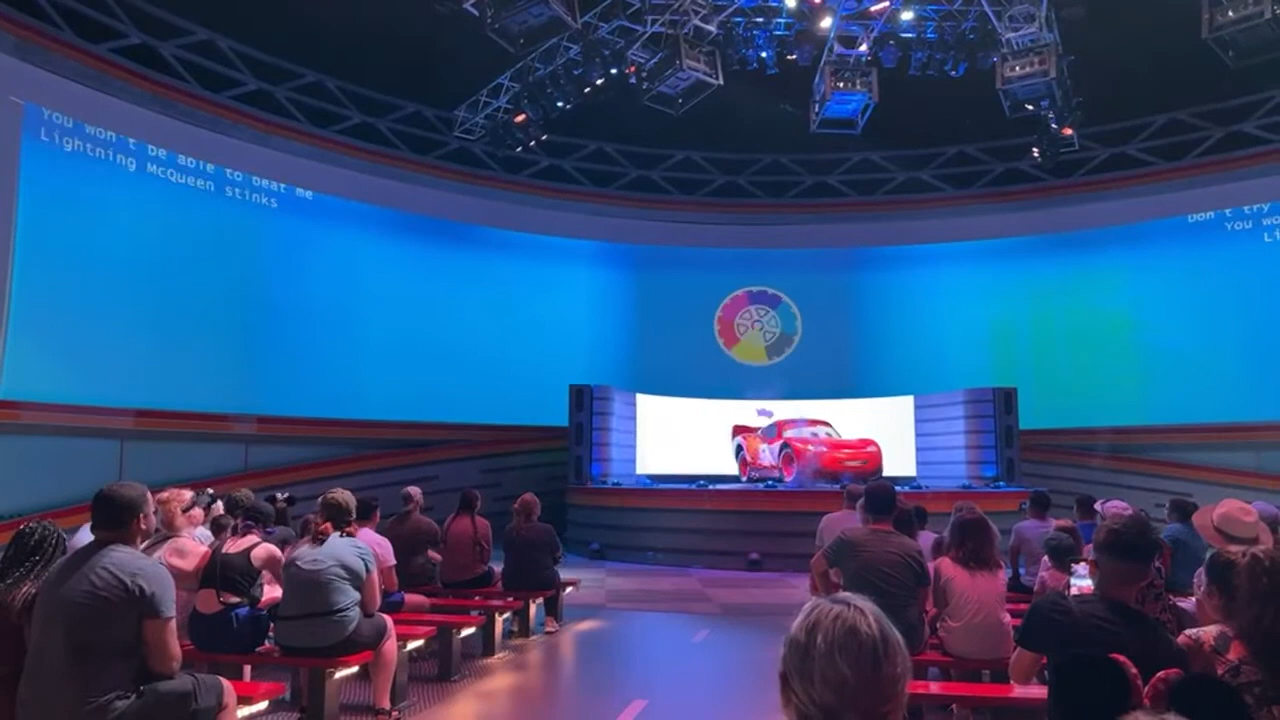 You won't be able to beat me
Lightning McQueen stinks
Don't try
You wo
Li